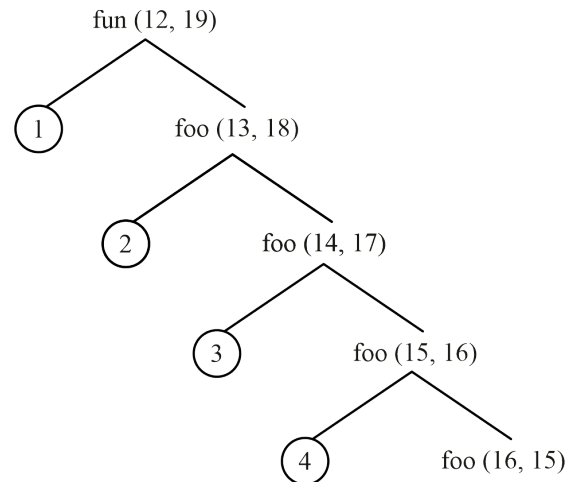 fun (12, 19)
1
foo (13, 18)
2
foo (14, 17)
3
foo (15, 16)
4
foo (16, 15)